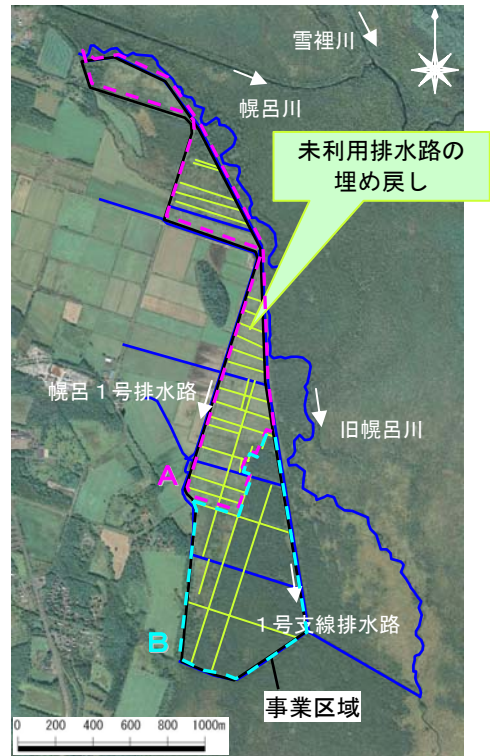 雪裡川
幌呂川
未利用排水路の
埋め戻し
幌呂1号排水路
旧幌呂川
A
1号支線排水路
B
事業区域
0 200 400 600 800 1000m